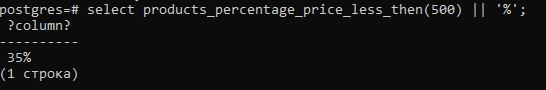 postgres=# select products_percentage_price_less_then(500) || '%';
 ?column?
----------
 35%
(1 строка)